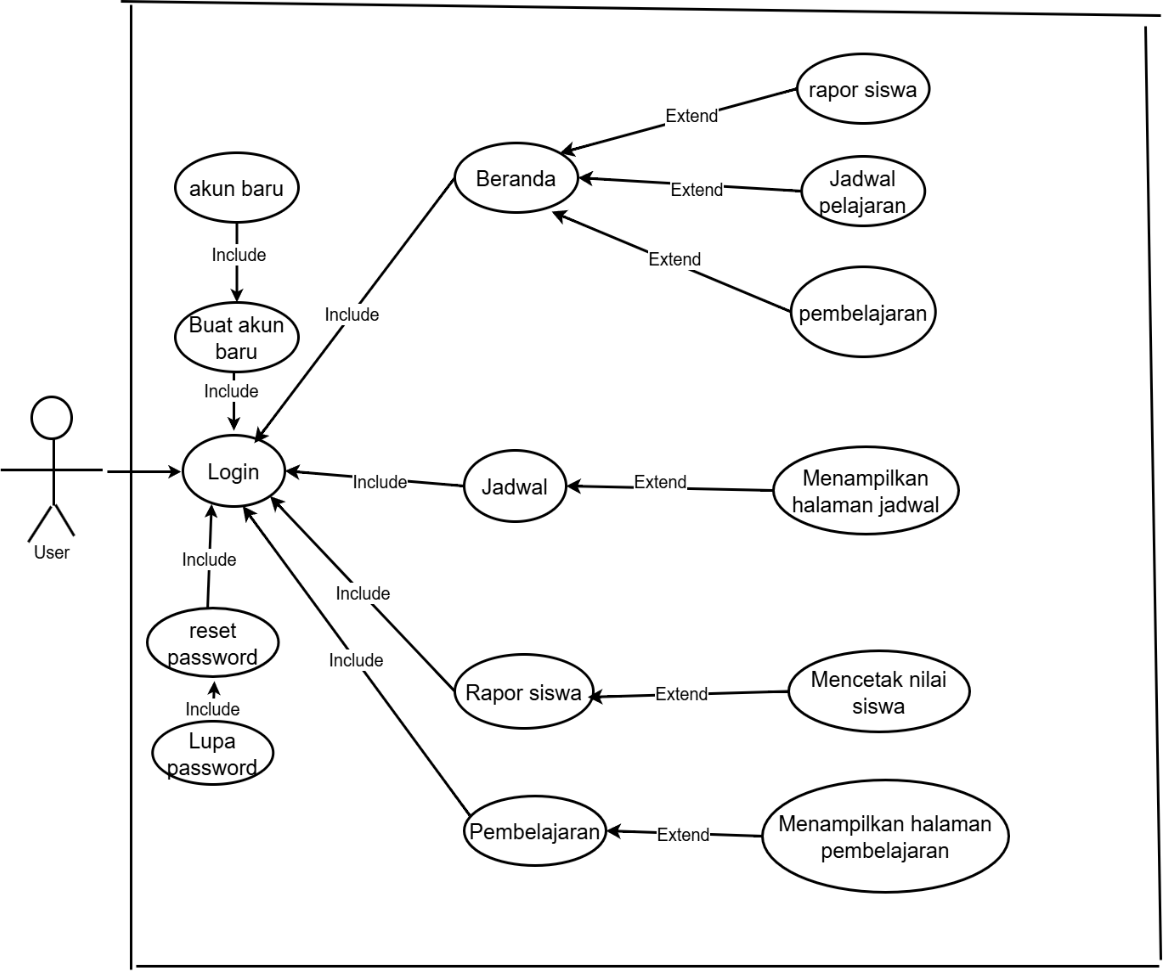 rapor siswa
Extend
Beranda
Extend
Jadwal
pelajaran
Extend
pembelajaran
akun baru
Include
Buat akun
baru
Include
Include
User
Login
Include
Jadwal
Extend
Menampilkan
halaman jadwal
Include
reset
password
Include
Lupa
password
Include
Rapor siswa
Extend
Mencetak nilai
siswa
Include
Pembelajaran
Extend
Menampilkan halaman
pembelajaran